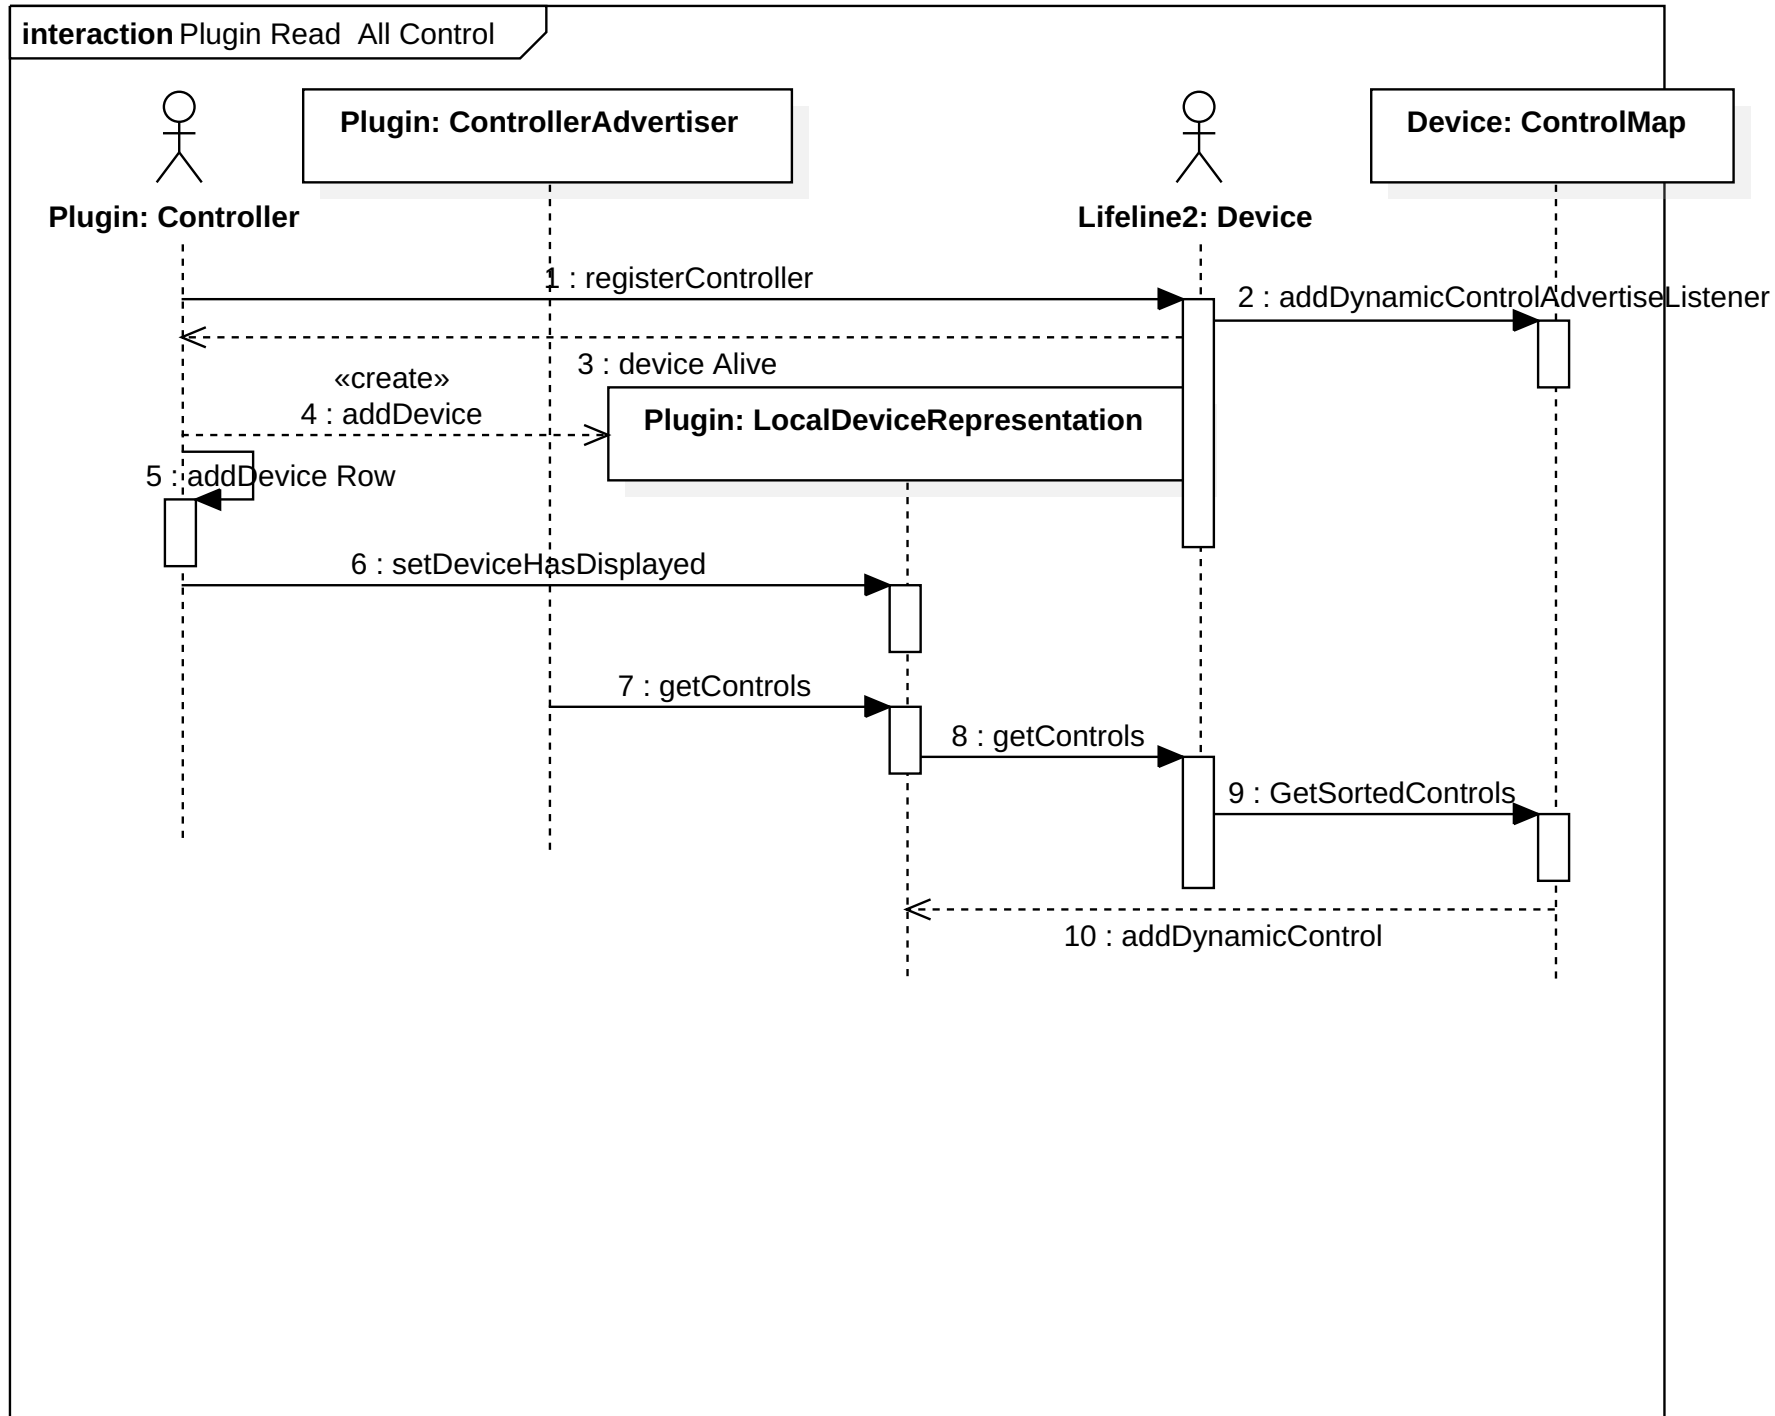 interaction Plugin Read  All Control
Plugin: ControllerAdvertiser
Device: ControlMap
Plugin: Controller
Lifeline2: Device
1 : registerController
2 : addDynamicControlAdvertiseListener
3 : device Alive
«create»
4 : addDevice
Plugin: LocalDeviceRepresentation
5 : addDevice Row
6 : setDeviceHasDisplayed
7 : getControls
8 : getControls
9 : GetSortedControls
10 : addDynamicControl